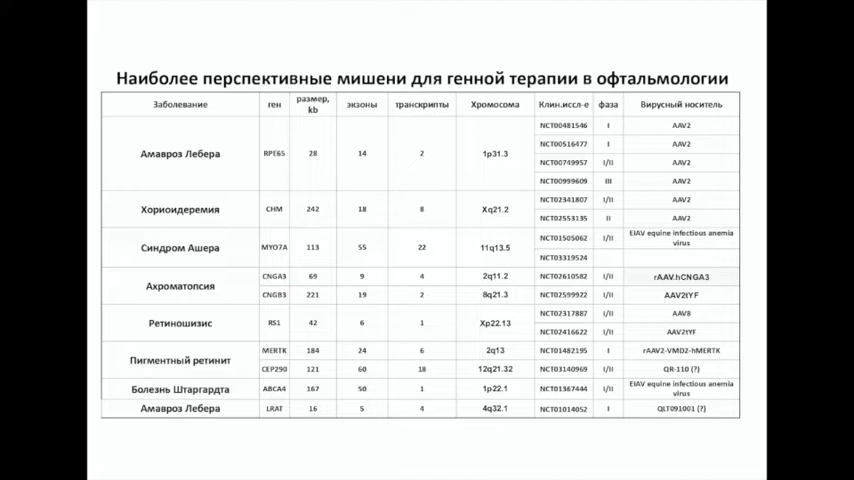 Наиболее перспективные мишени для генной терапии в офтальмологии
Заболевание ген размер, kb экзоны транскрипты Хромосома Клин.иссл-е фаза Вирусный носитель
Амавроз Лебера RPE65 28 14 2 1p31.3 NCT00481546 I AAV2
NCT00516477 I AAV2
NCT00749957 I/II AAV2
NCT00999609 III AAV2
Хориоидеремия CHM 242 18 8 Xq21.2 NCT02341807 I/II AAV2
NCT02553135 II AAV2
Синдром Ашера MYO7A 113 55 22 11q13.5 NCT01505062 I/II EIAV equine infectious anemia virus
NCT03319524
Ахроматопсия CNGA3 69 9 4 2q11.2 NCT02610582 I/II rAAV.hCNGA3
CNGB3 221 19 2 8q21.3 NCT02599922 I/II AAV2tYF
Ретиношизис RS1 42 6 1 Xp22.13 NCT02317887 I/II AAV8
NCT02416622 I/II AAV2tYF
Пигментный ретинит MERTK 184 24 6 2q13 NCT01482195 I rAAV2-VMD2-hMERTK
CEP290 121 60 18 12q21.32 NCT03140969 I/II QR-110 (?)
Болезнь Штаргардта ABCA4 167 50 1 1p22.1 NCT01367444 I/II EIAV equine infectious anemia virus
Амавроз Лебера LRAT 16 5 4 4q32.1 NCT01014052 I QLT091001 (?)